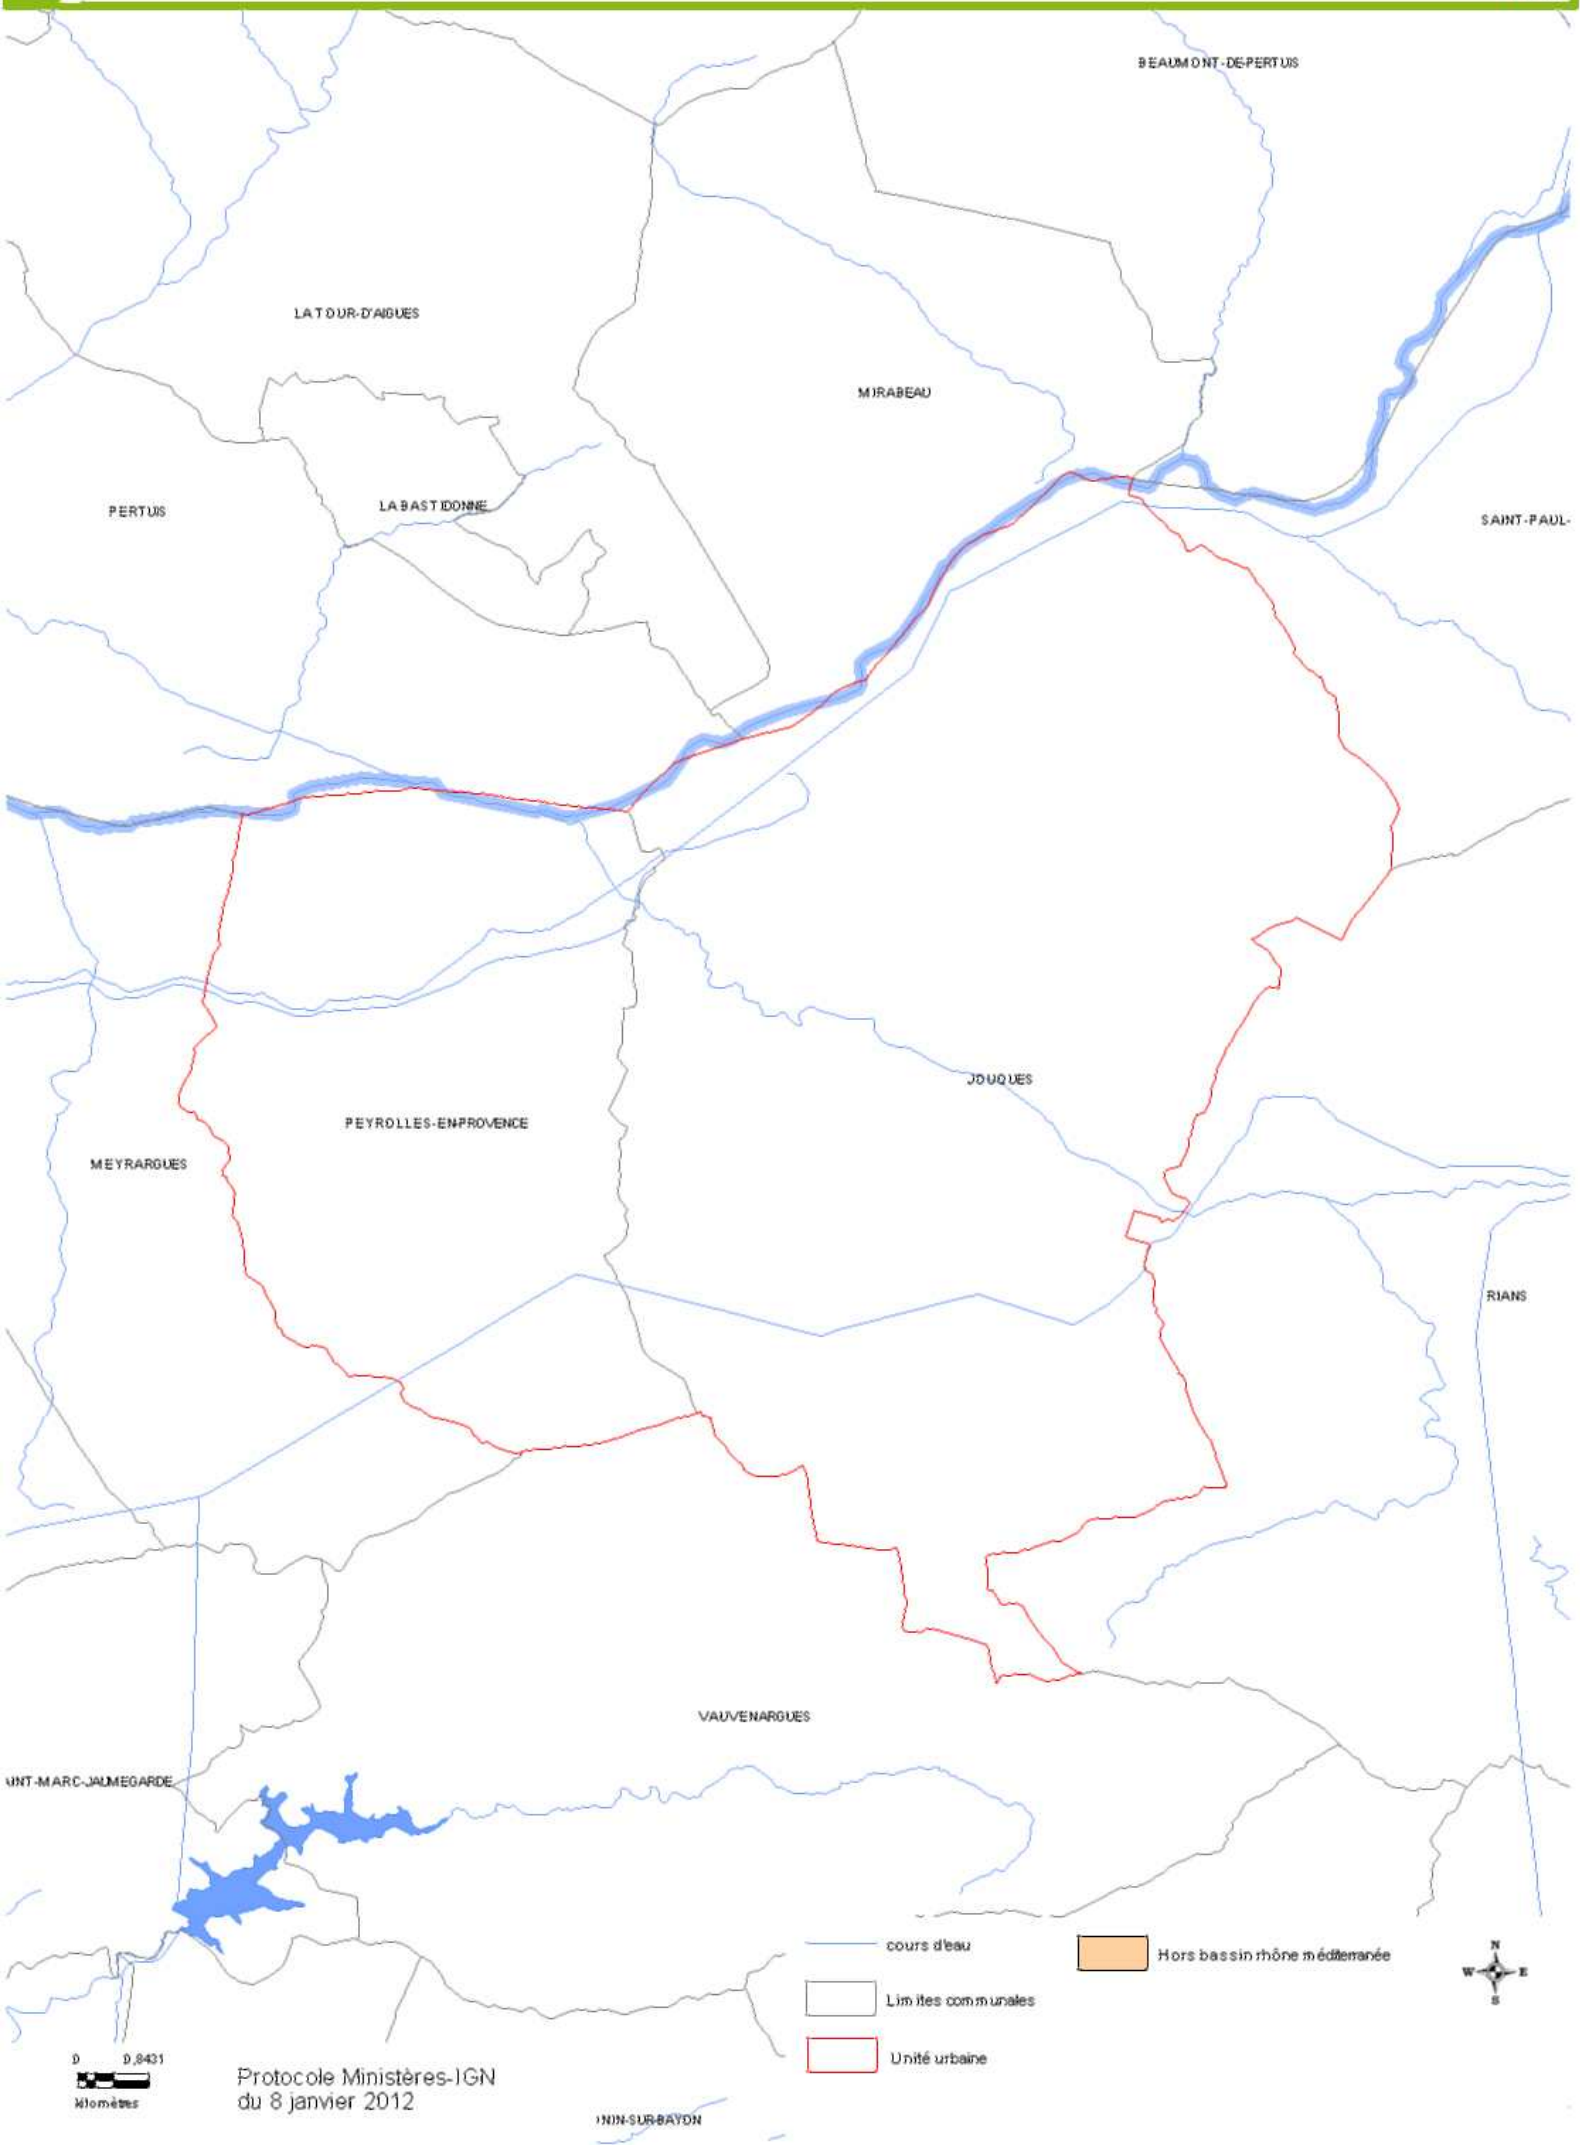 BEAUMONT-DE-PERTUIS
LA TOUR-D'AIGUES
MIRABEAU
LA BASTIDONNE
PERTUIS
SAINT-PAUL-
JOUQUES
PEYROLLES-EN-PROVENCE
MEYRARGUES
RIANS
VAUVENARGUES
INT-MARC-JAUMEGARDE
cours d'eau
Hors bassin rhône méditerranée
Limites communales
Unité urbaine
N
W E
S
0 0,8431
kilomètres
Protocole Ministères-IGN
du 8 janvier 2012
NIN-SUR-BAYON